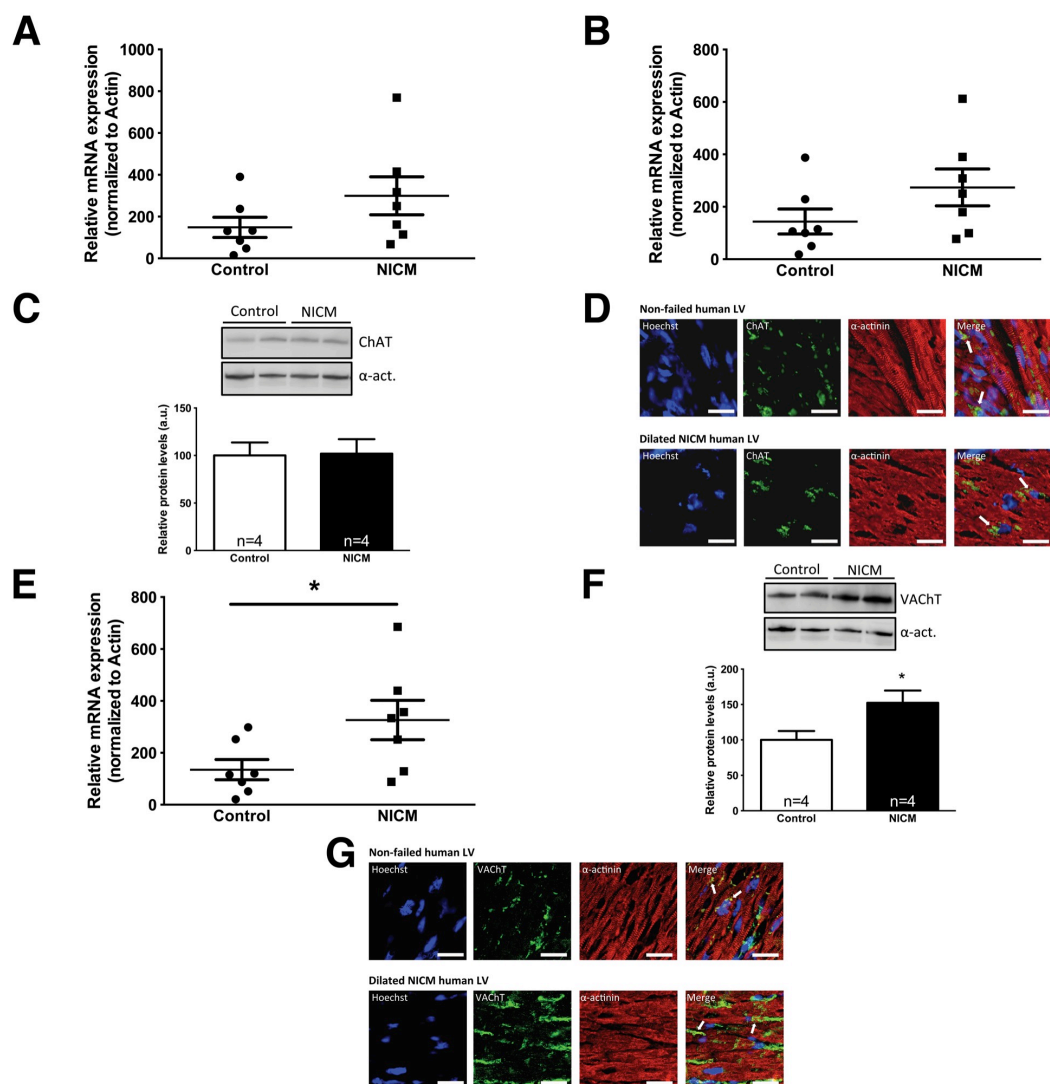 A
Relative mRNA expression
(normalized to Actin)
1000
800
600
400
200
0
Control NICM
B
Relative mRNA expression
(normalized to Actin)
800
600
400
200
0
Control NICM
C
Control NICM
ChAT
α-act.
Relative protein levels (a.u.)
150
100
50
0
n=4 n=4
Control NICM
D
Non-failed human LV
Hoechst ChAT α-actinin Merge
Dilated NICM human LV
Hoechst ChAT α-actinin Merge
E
Relative mRNA expression
(normalized to Actin)
800
600
400
200
0
*
Control NICM
F
Control NICM
VAChT
α-act.
Relative protein levels (a.u.)
200
150
100
50
0
*
n=4 n=4
Control NICM
G
Non-failed human LV
Hoechst VAChT α-actinin Merge
Dilated NICM human LV
Hoechst VAChT α-actinin Merge